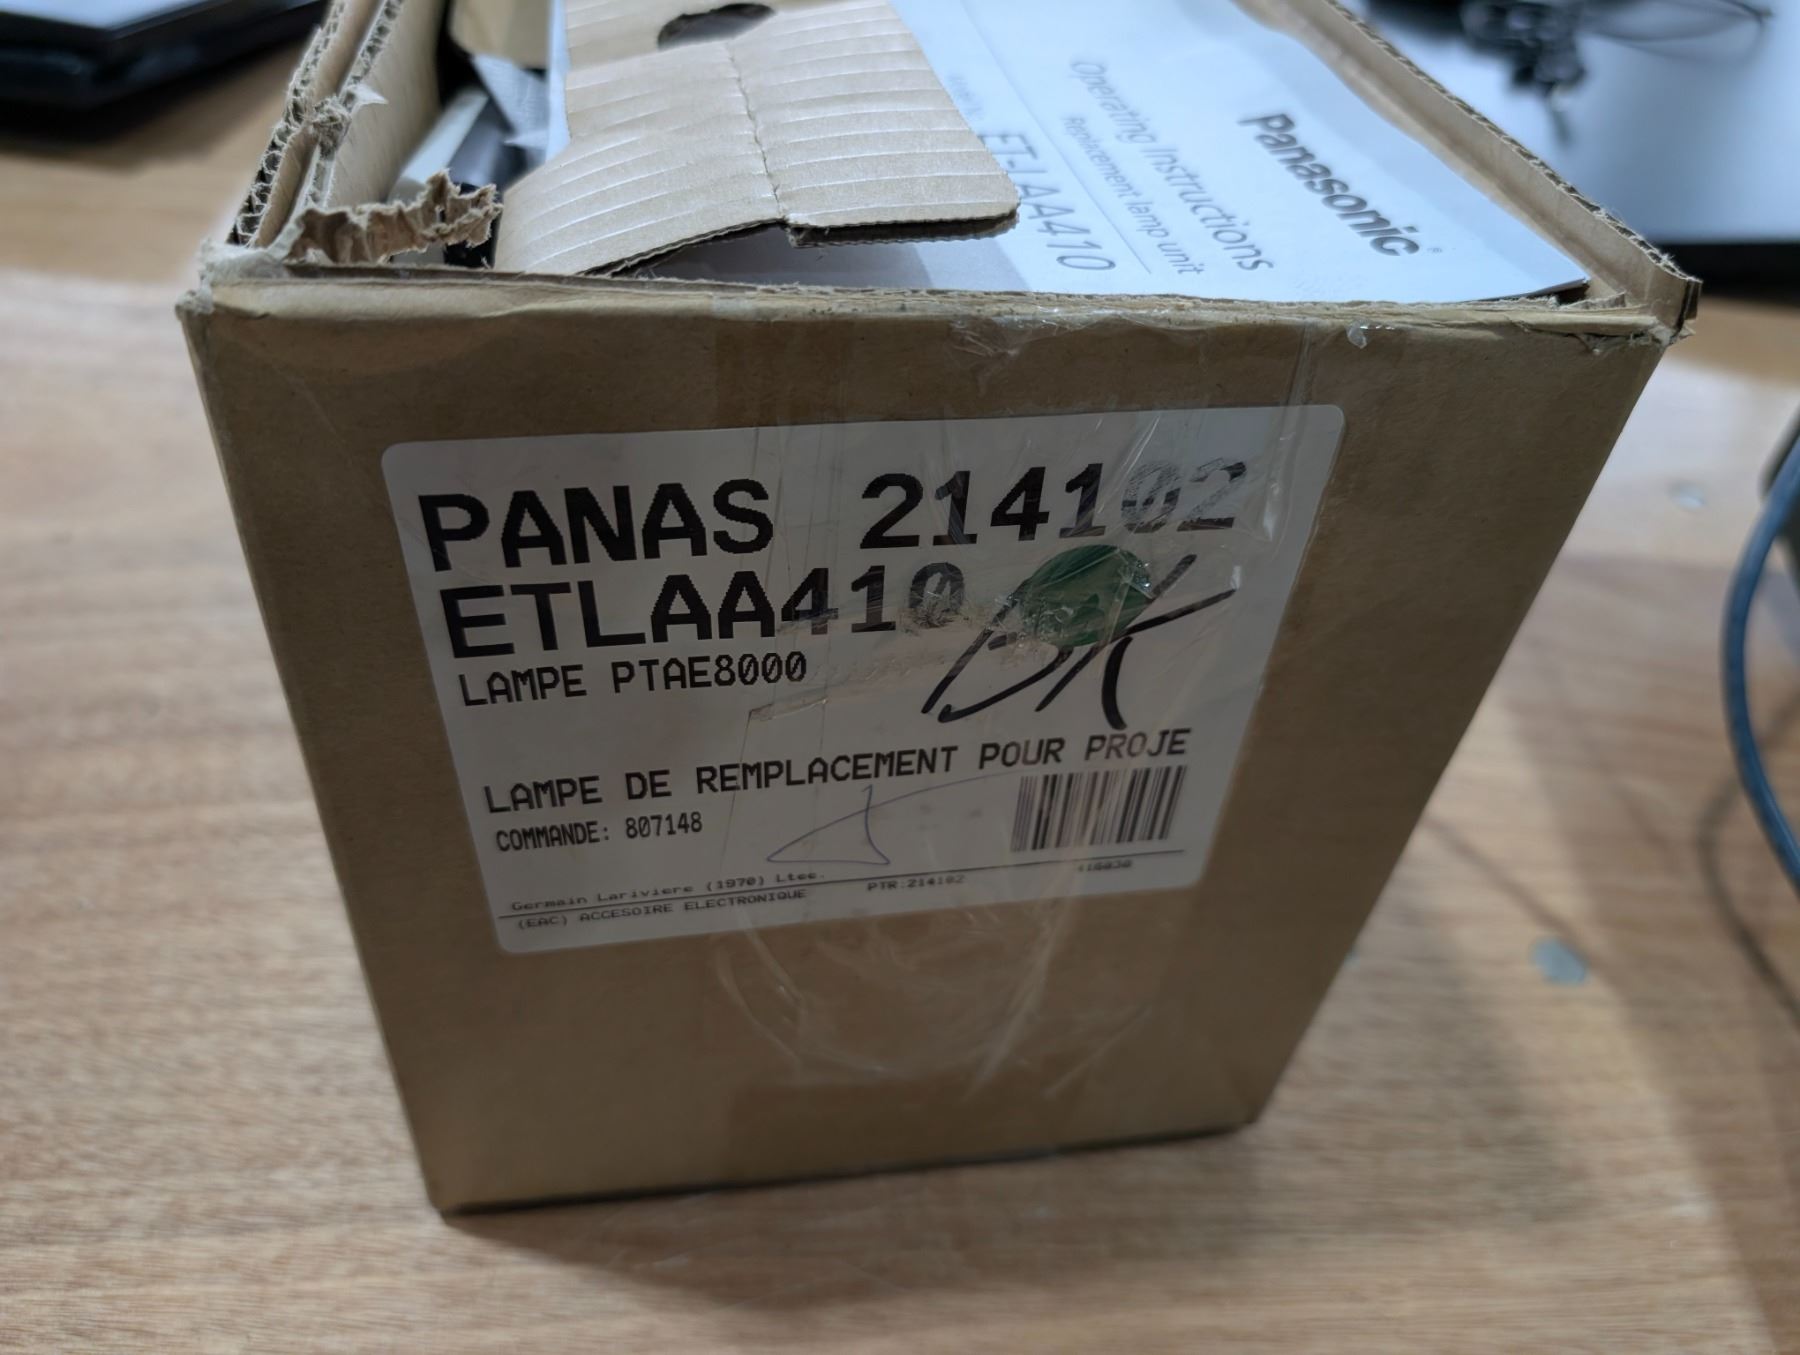 Panasonic
Operating Instructions
Replacement lamp unit
ET-LAA410
PANAS 214102
ETLAA410
LAMPE PTAE8000
LAMPE DE REMPLACEMENT POUR PROJE
COMMANDE: 807148
Germain Lariviere (1970) Ltee.
PTR:214102
(EAC) ACCESOIRE ELECTRONIQUE